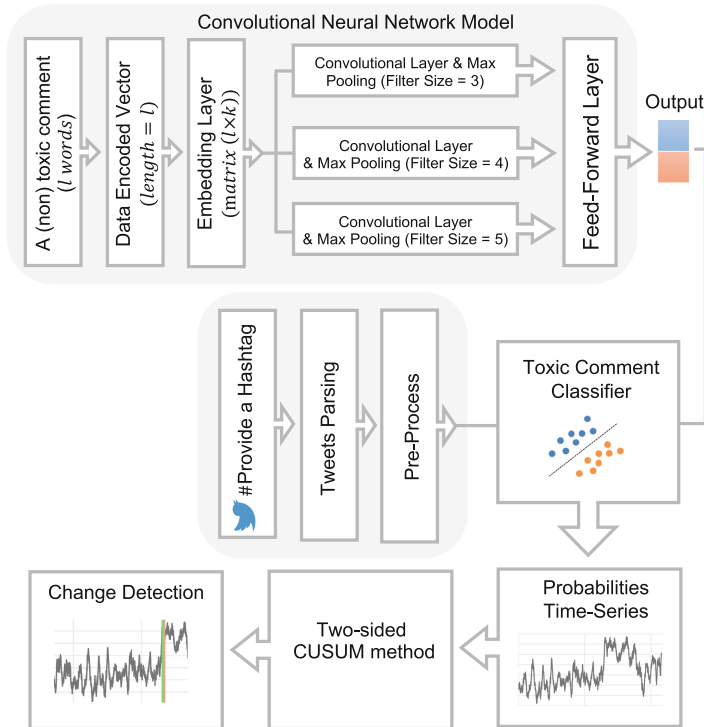 Convolutional Neural Network Model
A (non) toxic comment
(l words)
Data Encoded Vector
(length = l)
Embedding Layer
(matrix (l×k))
Convolutional Layer & Max
Pooling (Filter Size = 3)
Convolutional Layer
& Max Pooling (Filter Size = 4)
Convolutional Layer
& Max Pooling (Filter Size = 5)
Feed-Forward Layer
Output
#Provide a Hashtag
Tweets Parsing
Pre-Process
Toxic Comment
Classifier
Probabilities
Time-Series
Two-sided
CUSUM method
Change Detection